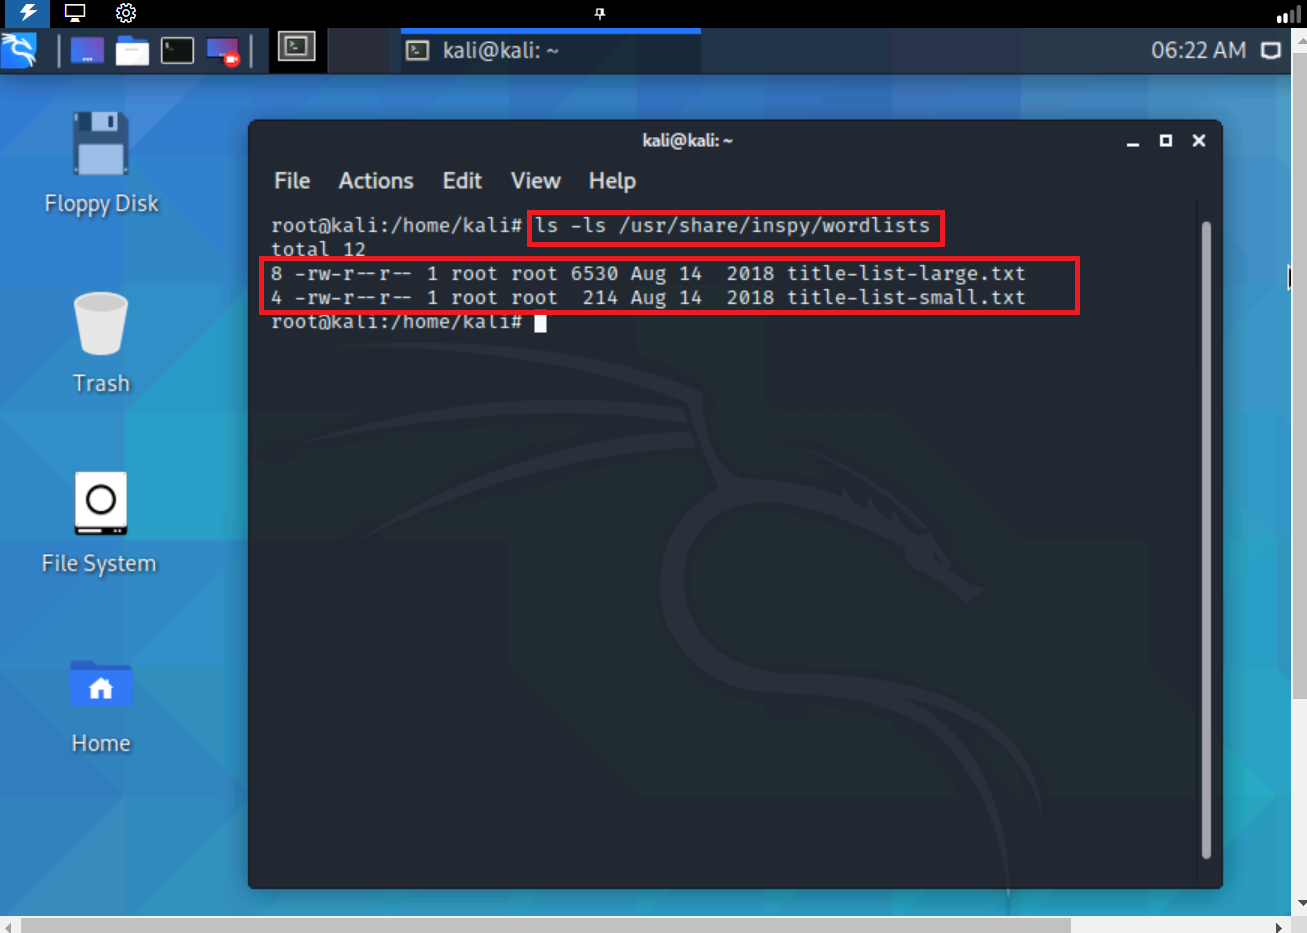 kali@kali: ~
06:22 AM
Floppy Disk
Trash
File System
Home
kali@kali: ~
File Actions Edit View Help
root@kali:/home/kali# ls -ls /usr/share/inspy/wordlists
total 12
8 -rw-r--r-- 1 root root 6530 Aug 14  2018 title-list-large.txt
4 -rw-r--r-- 1 root root  214 Aug 14  2018 title-list-small.txt
root@kali:/home/kali#